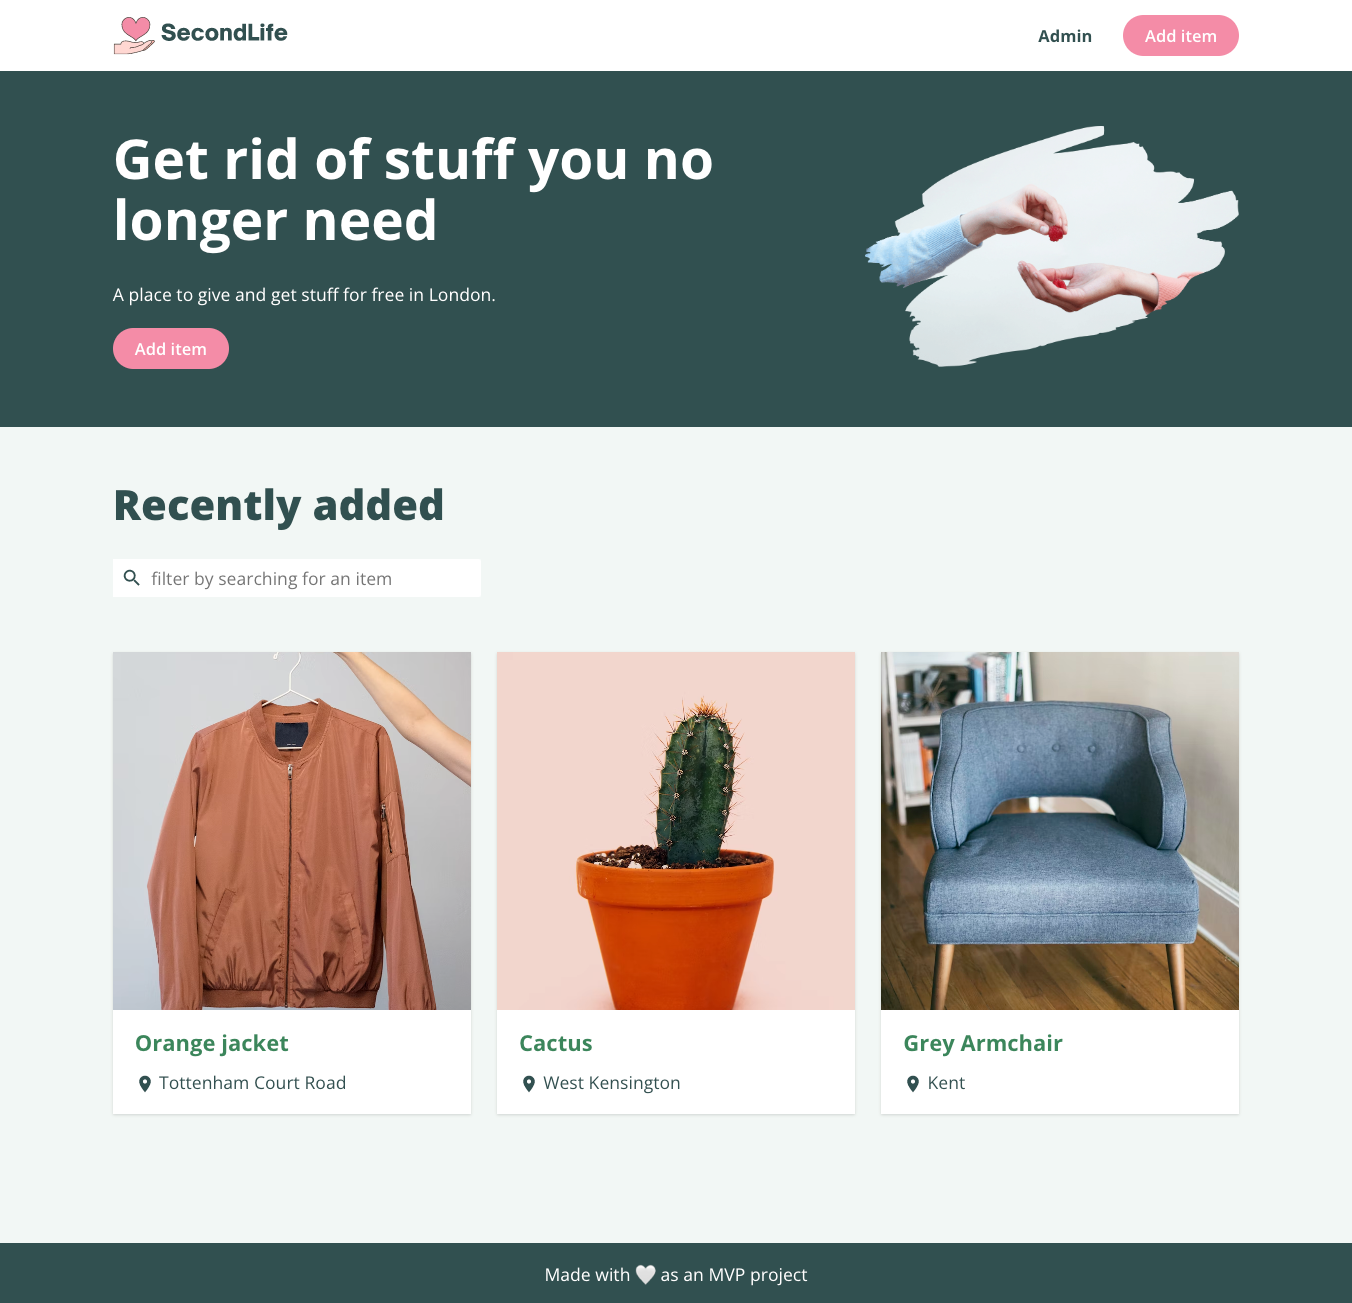 SecondLife
Admin
Add item
Get rid of stuff you no
longer need
A place to give and get stuff for free in London.
Add item
Recently added
filter by searching for an item
Orange jacket
Tottenham Court Road
Cactus
West Kensington
Grey Armchair
Kent
Made with 🤍 as an MVP project